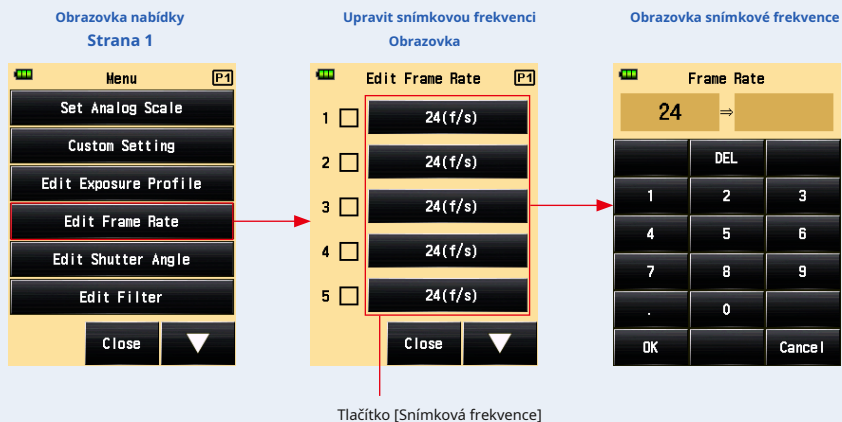 Obrazovka nabídky
Strana 1
Menu
P1
Set Analog Scale
Custom Setting
Edit Exposure Profile
Edit Frame Rate
Edit Shutter Angle
Edit Filter
Close
Upravit snímkovou frekvenci
Obrazovka
Edit Frame Rate
P1
1 24(f/s)
2 24(f/s)
3 24(f/s)
4 24(f/s)
5 24(f/s)
Close
Tlačítko [Snímková frekvence]
Obrazovka snímkové frekvence
Frame Rate
24 ⇒
DEL
1 2 3
4 5 6
7 8 9
. 0
OK Cancel